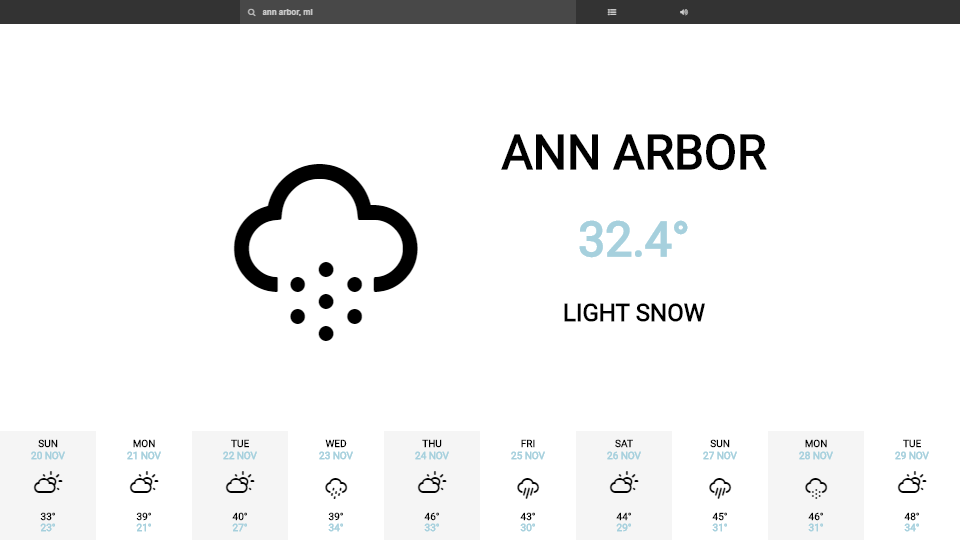 ann arbor, mi
ANN ARBOR
32.4°
LIGHT SNOW
SUN
20 NOV
33°
23°
MON
21 NOV
39°
21°
TUE
22 NOV
40°
27°
WED
23 NOV
39°
34°
THU
24 NOV
46°
33°
FRI
25 NOV
43°
30°
SAT
26 NOV
44°
29°
SUN
27 NOV
45°
31°
MON
28 NOV
46°
31°
TUE
29 NOV
48°
34°